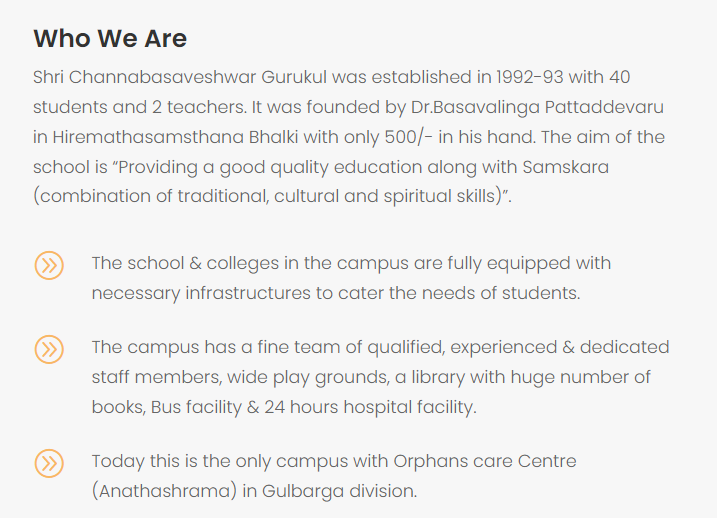 Who We Are
Shri Channabasaveshwar Gurukul was established in 1992-93 with 40
students and 2 teachers. It was founded by Dr.Basavalinga Pattaddevaru
in Hiremathasamsthana Bhalki with only 500/- in his hand. The aim of the
school is “Providing a good quality education along with Samskara
(combination of traditional, cultural and spiritual skills)”.
The school & colleges in the campus are fully equipped with
necessary infrastructures to cater the needs of students.
The campus has a fine team of qualified, experienced & dedicated
staff members, wide play grounds, a library with huge number of
books, Bus facility & 24 hours hospital facility.
Today this is the only campus with Orphans care Centre
(Anathashrama) in Gulbarga division.